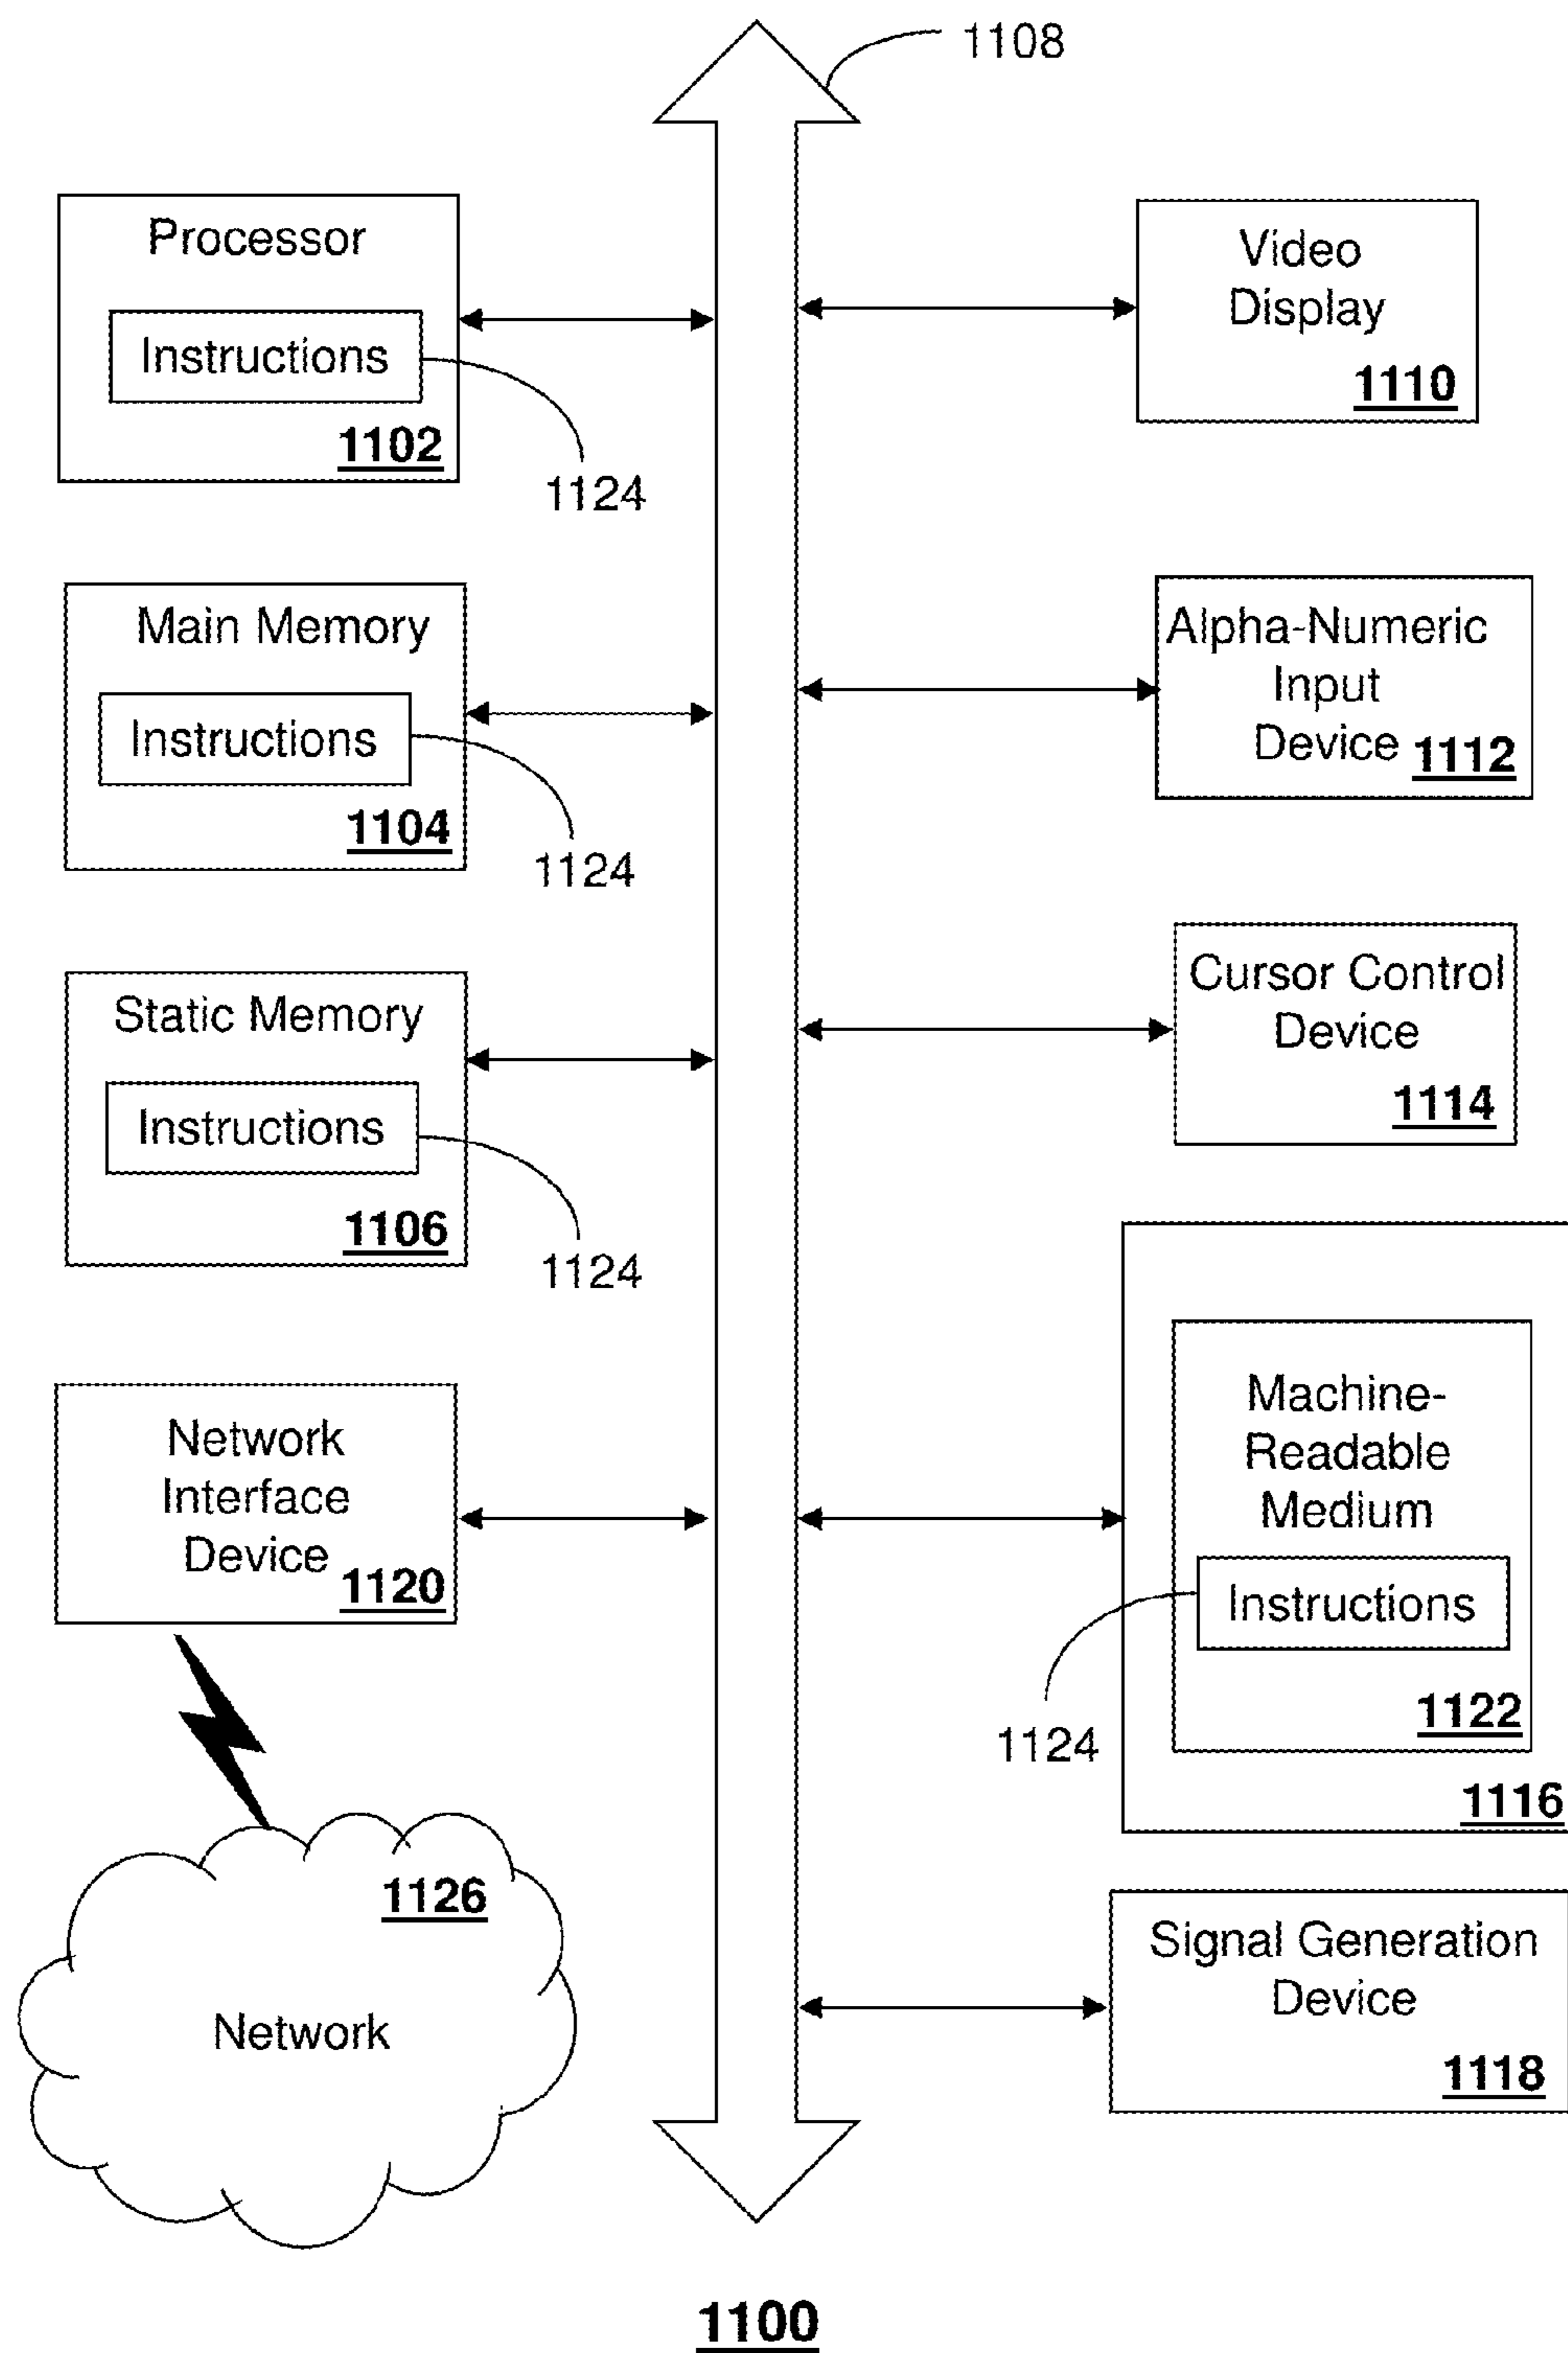 1108
Processor
Instructions
1102
1124
Main Memory
Instructions
1104
1124
Static Memory
Instructions
1106
1124
Network
Interface
Device
1120
1126
Network
Video
Display
1110
Alpha-Numeric
Input
Device 1112
Cursor Control
Device
1114
Machine-
Readable
Medium
Instructions
1122
1124
1116
Signal Generation
Device
1118
1100